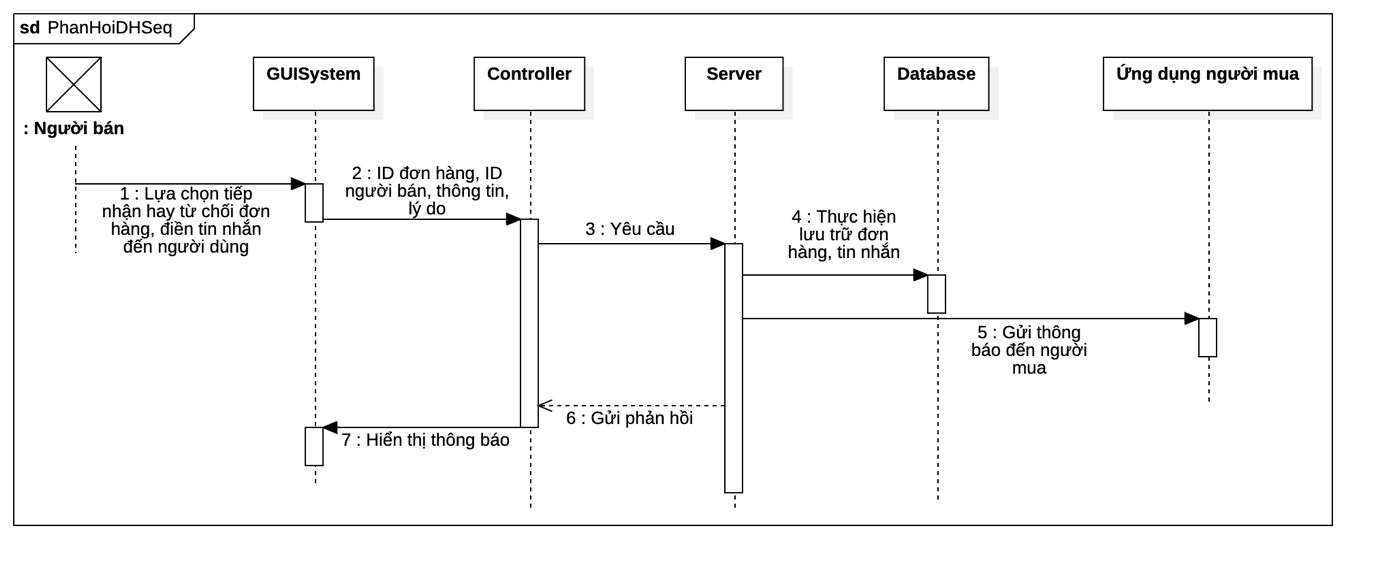 sd PhanHoiDHSeq
GUISystem
Controller
Server
Database
Ứng dụng người mua
: Người bán
1 : Lựa chọn tiếp
nhận hay từ chối đơn
hàng, điền tin nhắn
đến người dùng
2 : ID đơn hàng, ID
người bán, thông tin,
lý do
3 : Yêu cầu
4 : Thực hiện
lưu trữ đơn
hàng, tin nhắn
5 : Gửi thông
báo đến người
mua
6 : Gửi phản hồi
7 : Hiển thị thông báo